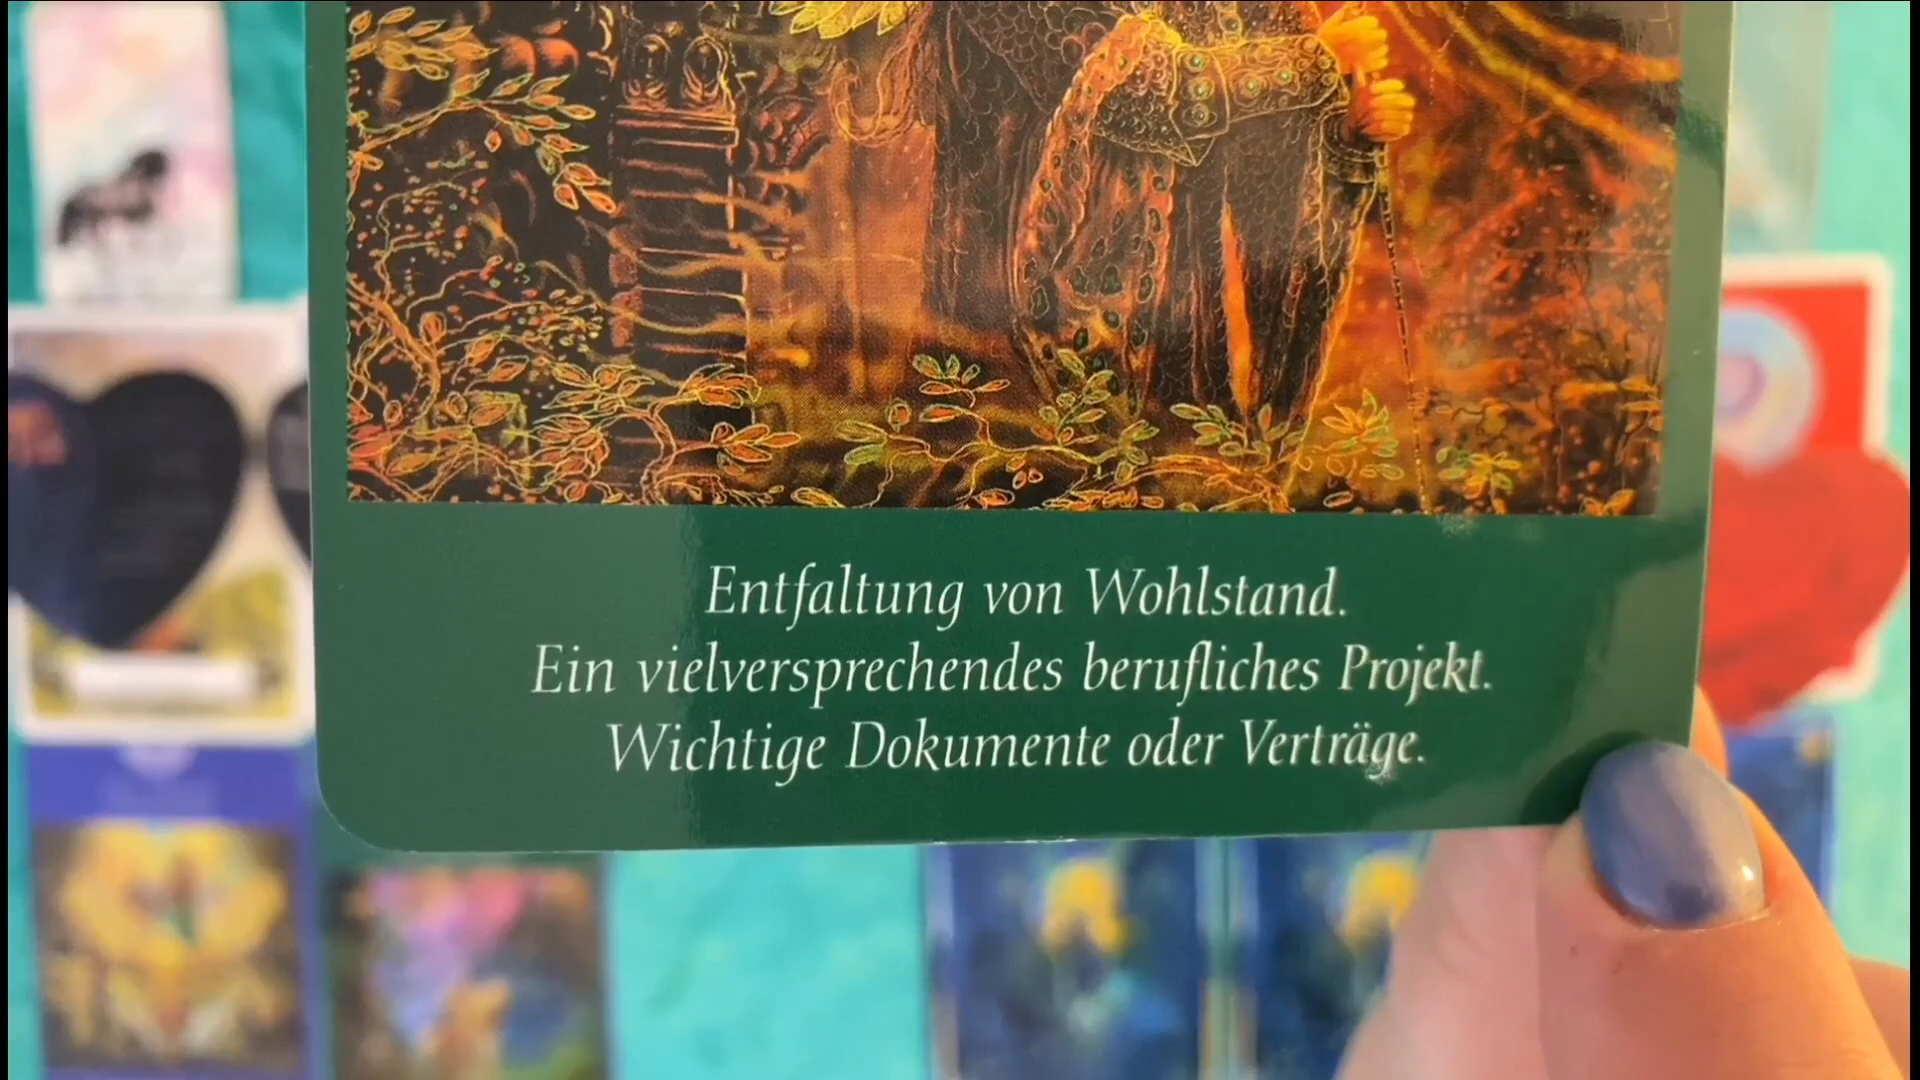 Entfaltung von Wohlstand.
Ein vielversprechendes berufliches Projekt.
Wichtige Dokumente oder Verträge.